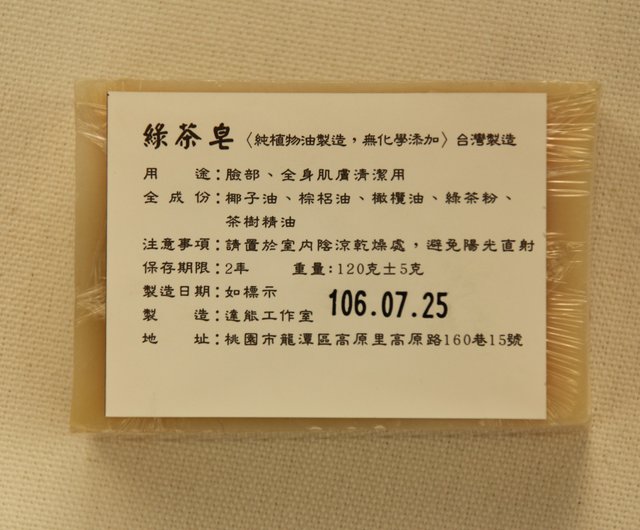 綠茶皂〈純植物油製造，無化學添加〉台灣製造
用　途：臉部、全身肌膚清潔用
全成份：椰子油、棕梠油、橄欖油、綠茶粉、
茶樹精油
注意事項：請置於室內陰涼乾燥處，避免陽光直射
保存期限：2年　重量：120克±5克
製造日期：如標示 106.07.25
製　造：達能工作室
地　址：桃園市龍潭區高原里高原路160巷15號